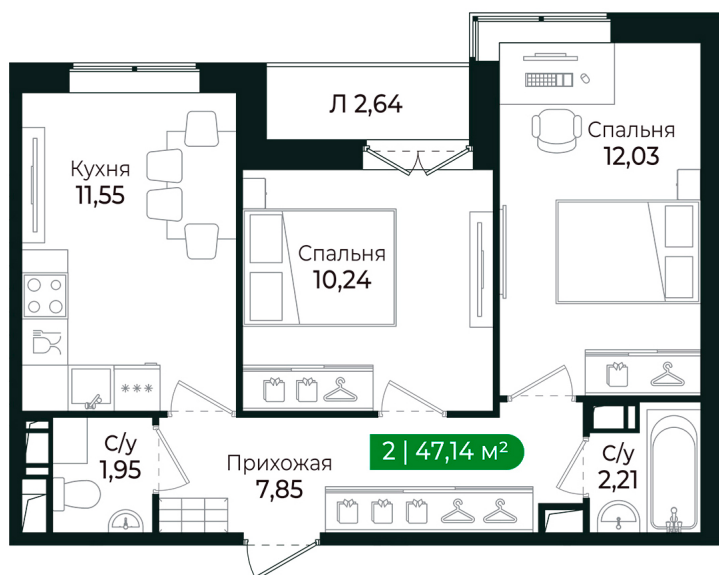 Л 2,64
Кухня
11,55
Спальня
12,03
Спальня
10,24
С/у
1,95
Прихожая
7,85
2 | 47,14 м²
С/у
2,21